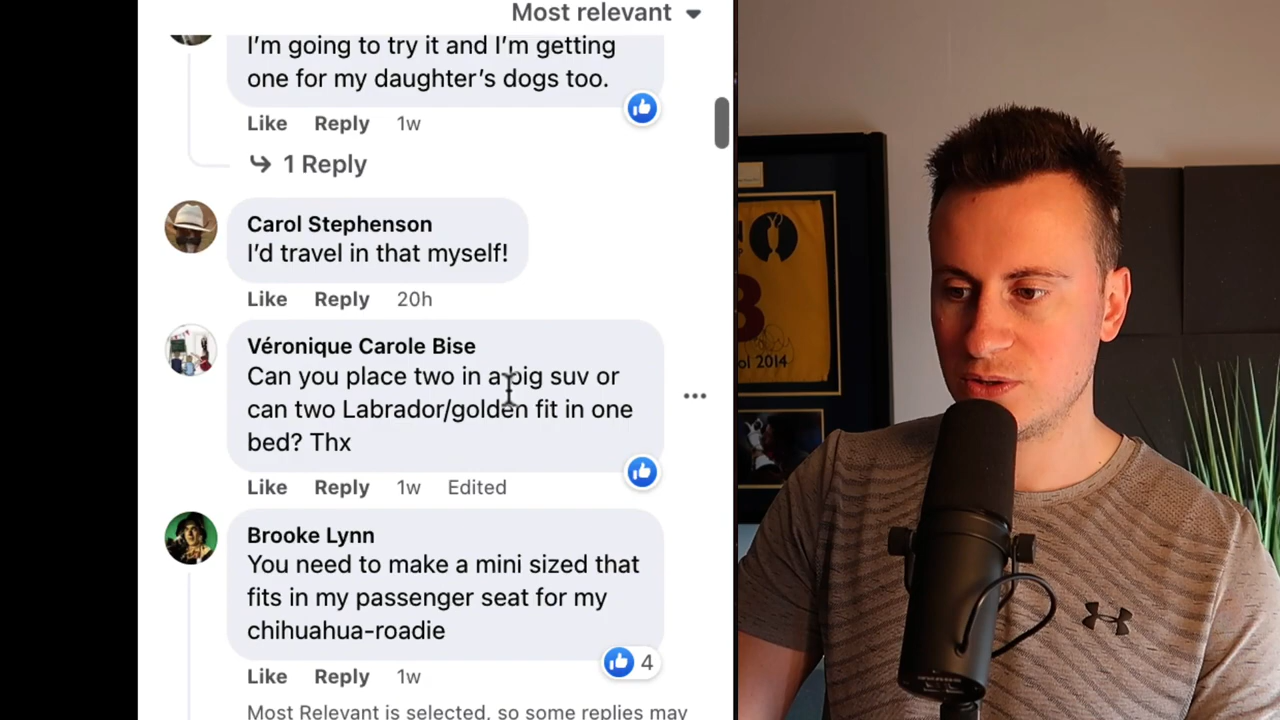 Most relevant
I'm going to try it and I'm getting
one for my daughter's dogs too.
Like Reply 1w
1 Reply
Carol Stephenson
I'd travel in that myself!
Like Reply 20h
Véronique Carole Bise
Can you place two in a big suv or
can two Labrador/golden fit in one
bed? Thx
Like Reply 1w Edited
Brooke Lynn
You need to make a mini sized that
fits in my passenger seat for my
chihuahua-roadie
4
Like Reply 1w
Most Relevant is selected, so some replies may
8
ol 2014